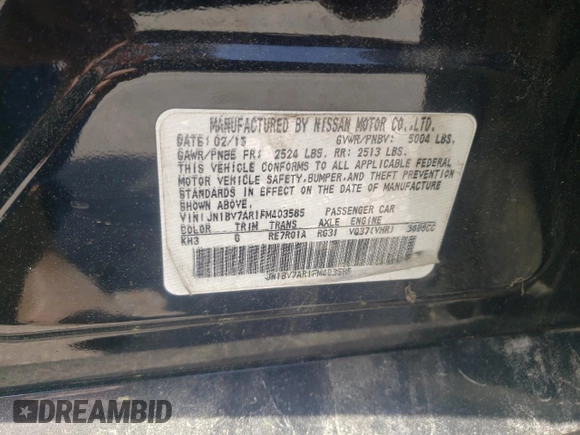 MANUFACTURED BY NISSAN MOTOR CO.,LTD.
DATE:02/15 GVWR/PNBV: 5004 LBS.
GAWR/PNBE FR: 2524 LBS. RR: 2513 LBS.
THIS VEHICLE CONFORMS TO ALL APPLICABLE FEDERAL
MOTOR VEHICLE SAFETY,BUMPER,AND THEFT PREVENTION
STANDARDS IN EFFECT ON THE DATE OF MANUFACTURE
SHOWN ABOVE.
VIN:JN1BV7AR1FM403585 PASSENGER CAR
COLOR TRIM TRANS AXLE ENGINE
KH3 G RE7R01A RG31 VQ37(VHR) 3696CC
JN1BV7AR1FM403585
DREAMBID